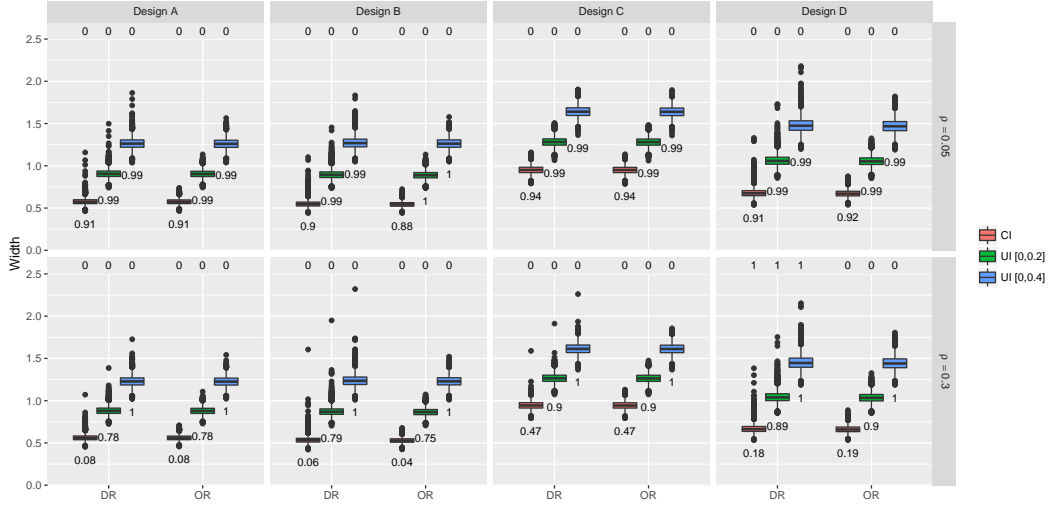 Design A Design B Design C Design D
0 0 0 0 0 0 0 0 0 0 0 0 0 0 0 0 0 0 0 0 0 0 0 0
2.5
2.0
1.5
1.0
0.5
0.0
0.91 0.99 0.99 0.91 0.99 0.99
0.9 0.99 0.99 0.88 1 1
0.94 0.99 0.99 0.94 0.99 0.99
0.91 0.99 0.99 0.92 0.99 0.99
ρ = 0.05
Width
0 0 0 0 0 0 0 0 0 0 0 0 0 0 0 0 0 0 1 1 1 0 0 0
2.5
2.0
1.5
1.0
0.5
0.0
0.08 0.78 1 0.08 0.78 1
0.06 0.79 1 0.04 0.75 1
0.47 0.9 1 0.47 0.9 1
0.18 0.89 1 0.19 0.9 1
ρ = 0.3
DR OR DR OR DR OR DR OR
CI
UI [0,0.2]
UI [0,0.4]